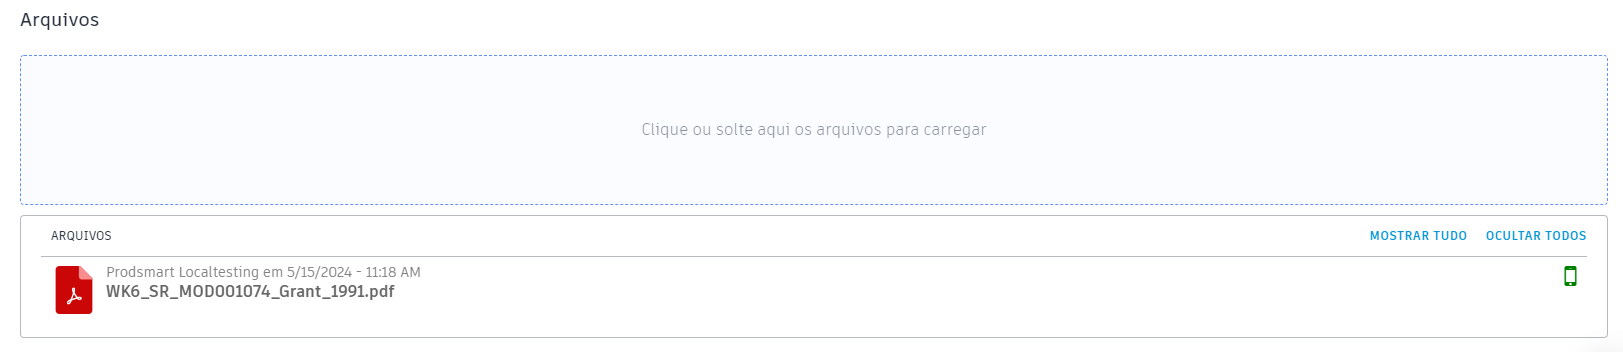 Arquivos
Clique ou solte aqui os arquivos para carregar
ARQUIVOS
MOSTRAR TUDO
OCULTAR TODOS
Prodsmart Localtesting em 5/15/2024 - 11:18 AM
WK6_SR_MOD001074_Grant_1991.pdf